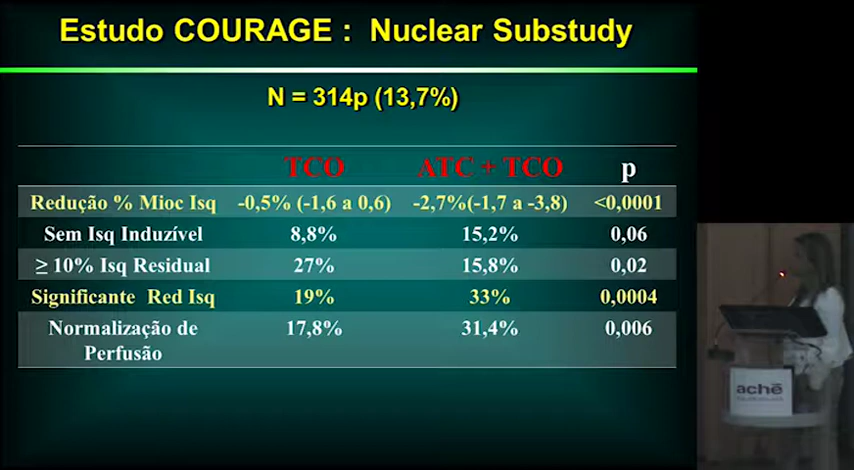 Estudo COURAGE : Nuclear Substudy
N = 314p (13,7%)
TCO ATC + TCO p
Redução % Mioc Isq -0,5% (-1,6 a 0,6) -2,7%(-1,7 a -3,8) <0,0001
Sem Isq Induzível 8,8% 15,2% 0,06
≥ 10% Isq Residual 27% 15,8% 0,02
Significante Red Isq 19% 33% 0,0004
Normalização de Perfusão 17,8% 31,4% 0,006
achē